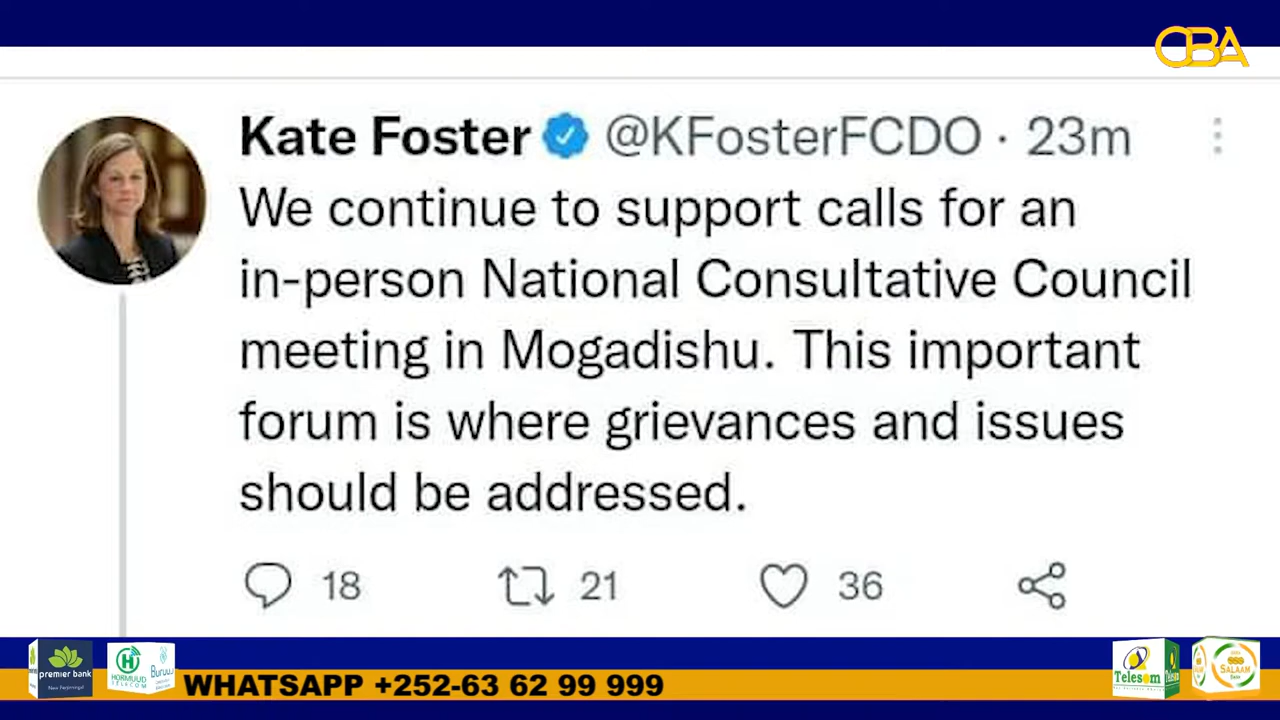 CBA
Kate Foster @KFosterFCDO · 23m
We continue to support calls for an
in-person National Consultative Council
meeting in Mogadishu. This important
forum is where grievances and issues
should be addressed.
18 21 36
premier bank
HORMUUD
TELECOM
WHATSAPP +252-63 62 99 999
Telesom
SALAAM